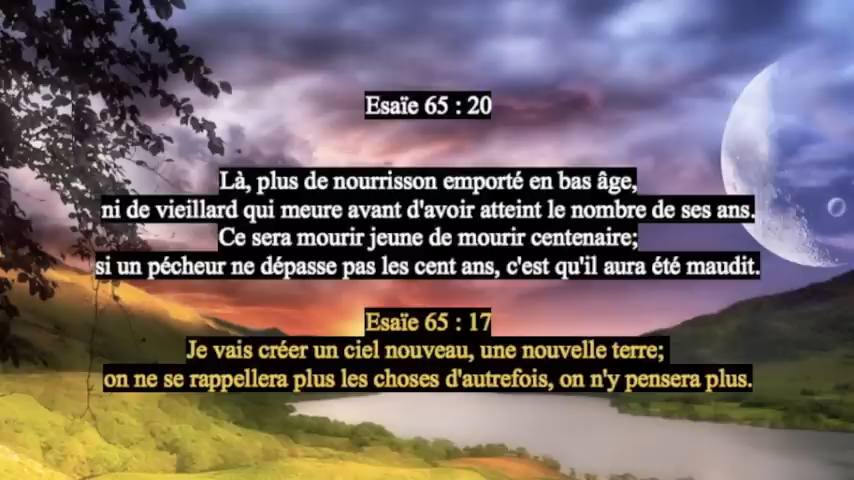 Esaïe 65 : 20
Là, plus de nourrisson emporté en bas âge,
ni de vieillard qui meure avant d'avoir atteint le nombre de ses ans.
Ce sera mourir jeune de mourir centenaire;
si un pécheur ne dépasse pas les cent ans, c'est qu'il aura été maudit.
Esaïe 65 : 17
Je vais créer un ciel nouveau, une nouvelle terre;
on ne se rappellera plus les choses d'autrefois, on n'y pensera plus.